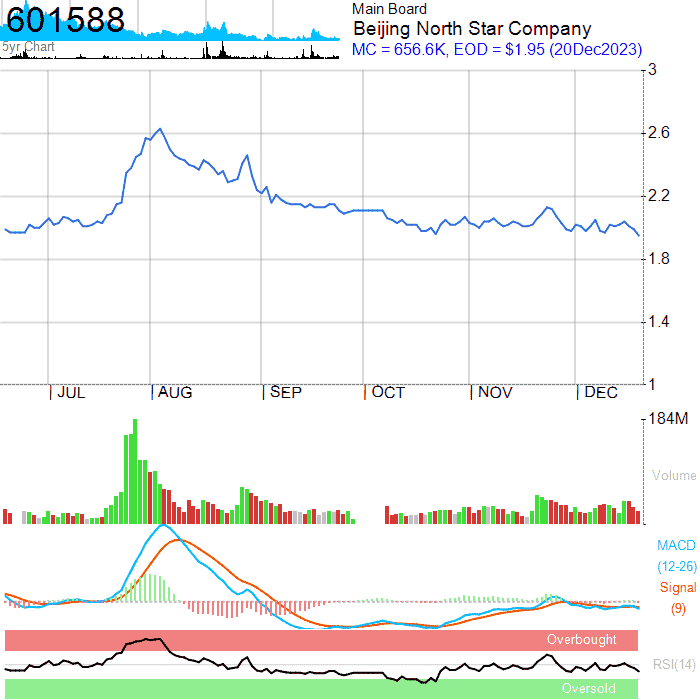 601588
5yr Chart
Main Board
Beijing North Star Company
MC = 656.6K, EOD = $1.95 (20Dec2023)
3
2.6
2.2
1.8
1.4
1
JUL AUG SEP OCT NOV DEC
184M
Volume
MACD
(12-26)
Signal
(9)
Overbought
RSI(14)
Oversold